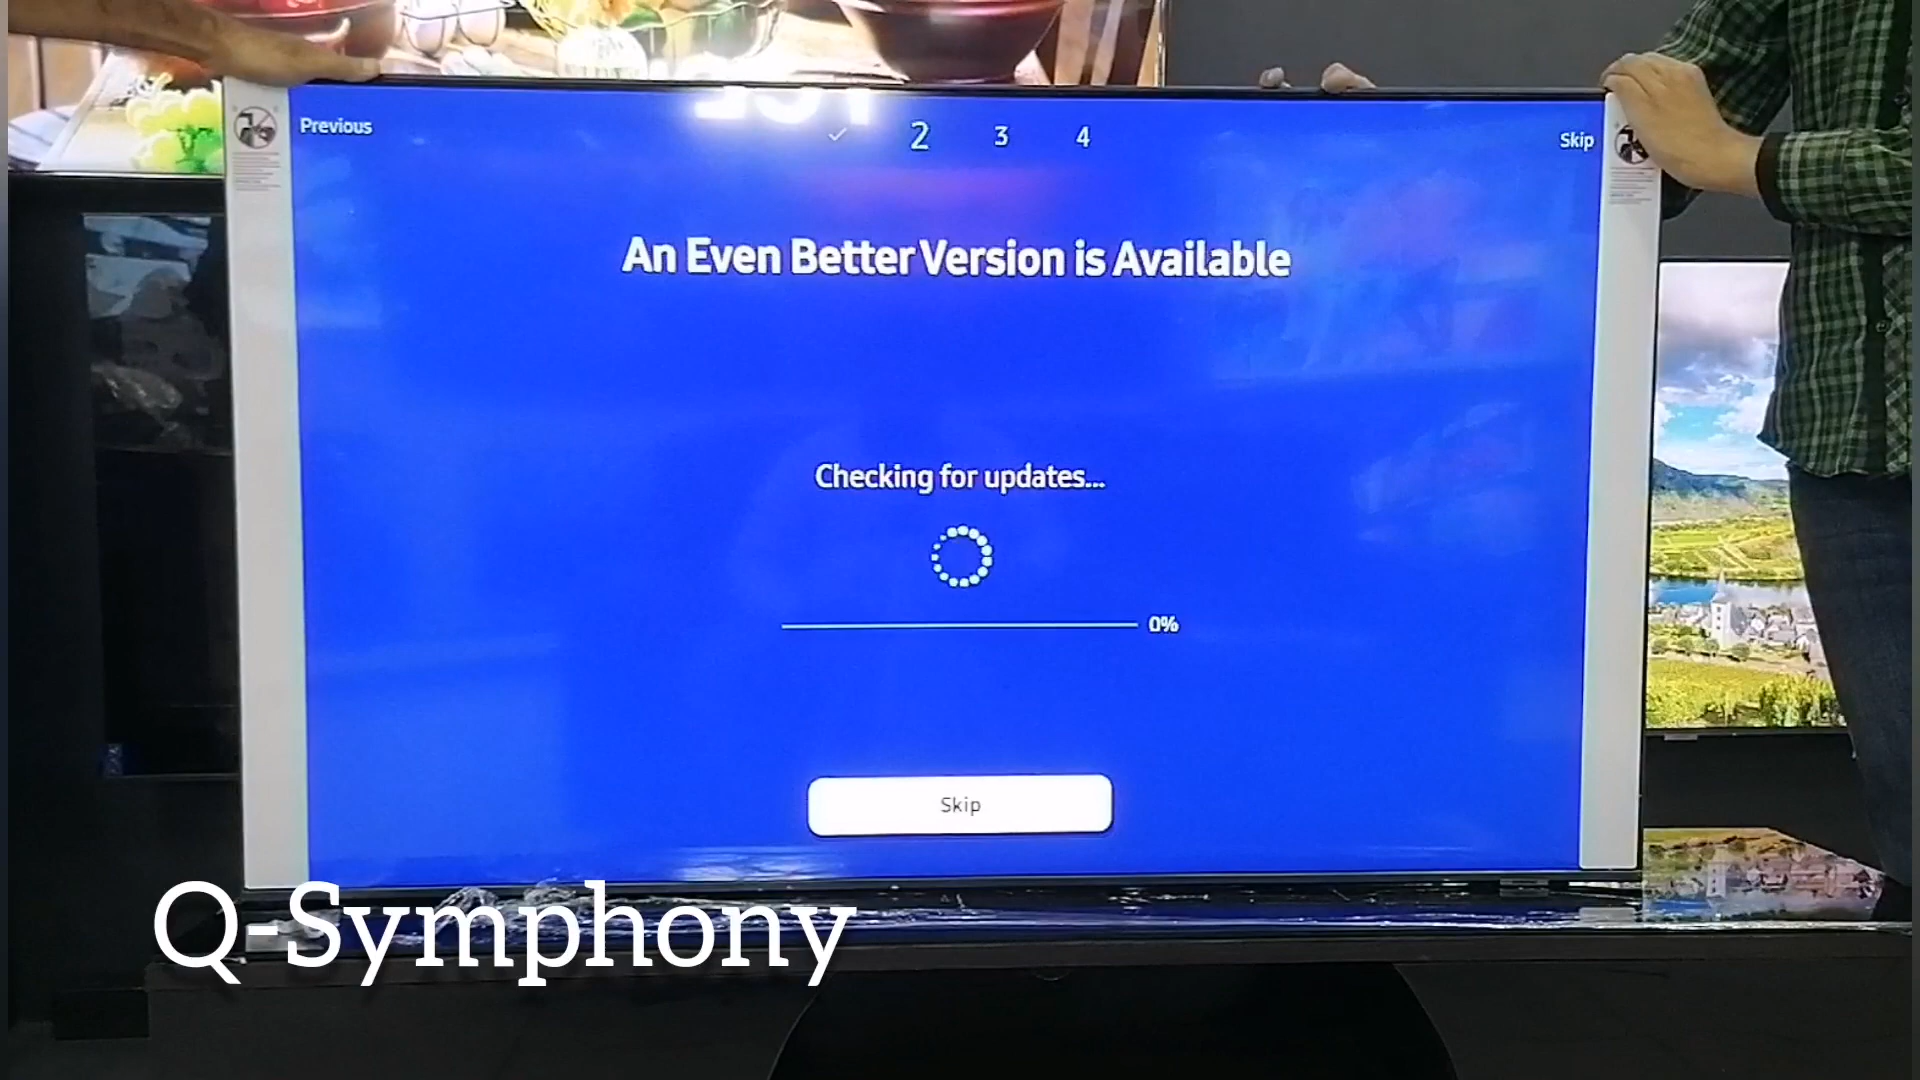 Previous
✓ 2 3 4
Skip
An Even Better Version is Available
Checking for updates...
0%
Skip
Q-Symphony